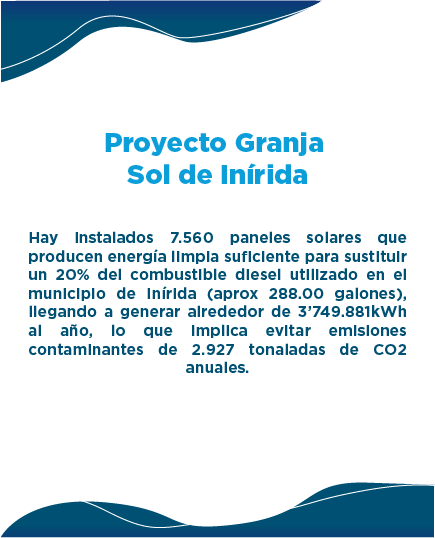 Proyecto Granja
Sol de Inírida
Hay instalados 7.560 paneles solares que
producen energía limpia suficiente para sustituir
un 20% del combustible diesel utilizado en el
municipio de Inírida (aprox 288.00 galones),
llegando a generar alrededor de 3'749.881kWh
al año, lo que implica evitar emisiones
contaminantes de 2.927 tonaladas de CO2
anuales.